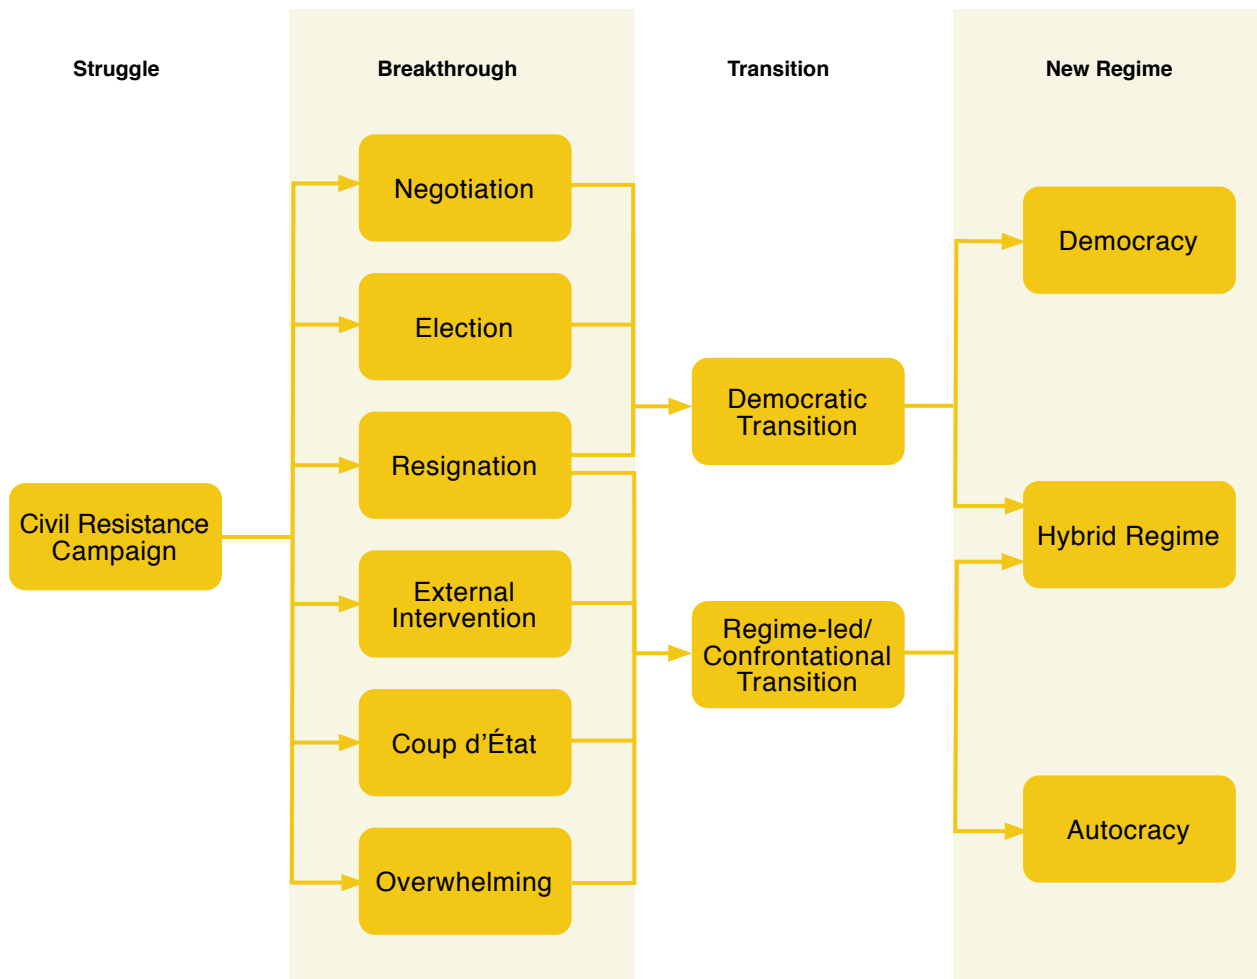 Struggle
Breakthrough
Transition
New Regime
Civil Resistance
Campaign
Negotiation
Election
Resignation
External
Intervention
Coup d’État
Overwhelming
Democratic
Transition
Regime-led/
Confrontational
Transition
Democracy
Hybrid Regime
Autocracy